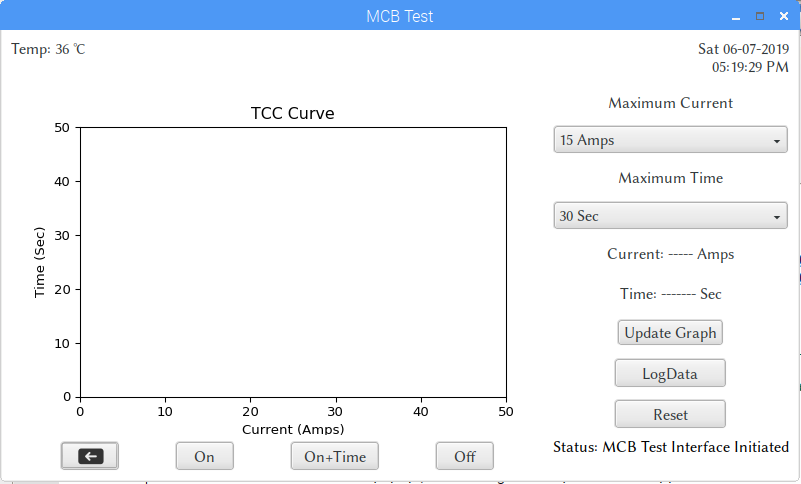 MCB Test
Temp: 36 ℃
Sat 06-07-2019
05:19:29 PM
TCC Curve
Time (Sec)
50
40
30
20
10
0
0 10 20 30 40 50
Current (Amps)
Maximum Current
15 Amps
Maximum Time
30 Sec
Current: ----- Amps
Time: ------- Sec
Update Graph
LogData
Reset
On
On+Time
Off
Status: MCB Test Interface Initiated